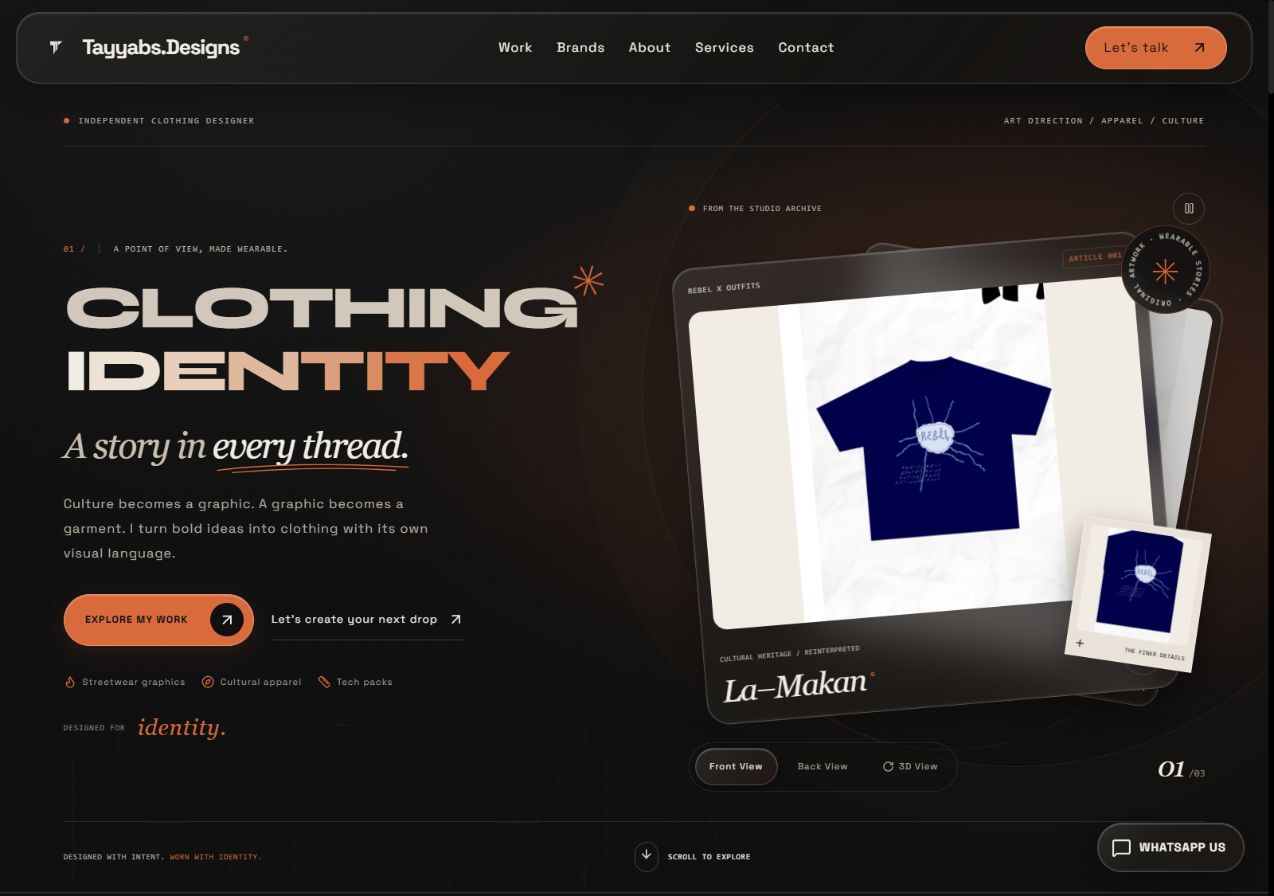 Tayyabs.Designs
Work
Brands
About
Services
Contact
Let's talk
INDEPENDENT CLOTHING DESIGNER
ART DIRECTION / APPAREL / CULTURE
FROM THE STUDIO ARCHIVE
01 / | A POINT OF VIEW, MADE WEARABLE.
CLOTHING
IDENTITY
A story in every thread.
Culture becomes a graphic. A graphic becomes a
garment. I turn bold ideas into clothing with its own
visual language.
EXPLORE MY WORK
Let's create your next drop
Streetwear graphics
Cultural apparel
Tech packs
DESIGNED FOR identity.
REBEL X OUTFITS
ARTICLE 001
ARTWORK · WEARABLE STORIES · ORIGINAL ·
REBEL
REBEL
THE FINER DETAILS
CULTURAL HERITAGE / REINTERPRETED
La—Makan
Front View
Back View
3D View
01 /03
DESIGNED WITH INTENT. WORN WITH IDENTITY.
SCROLL TO EXPLORE
WHATSAPP US
TAYYABS